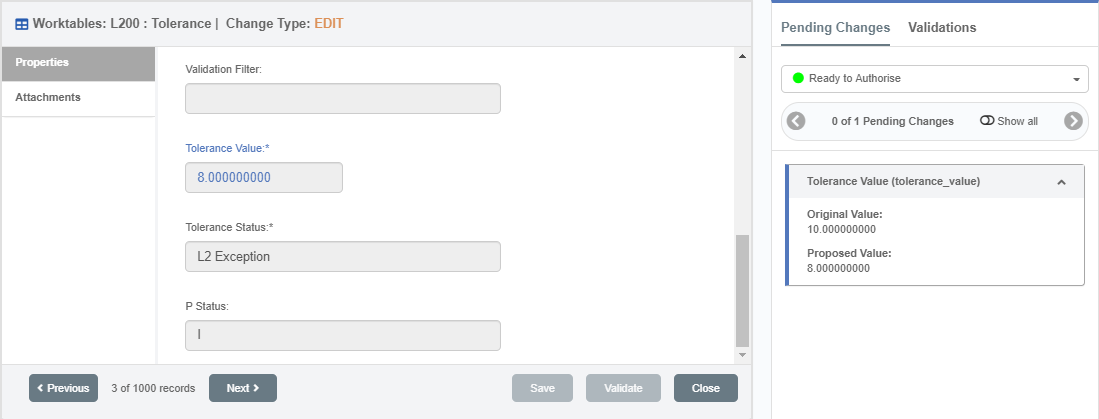 Worktables: L200 : Tolerance | Change Type: EDIT
Properties
Attachments
Validation Filter:
Tolerance Value:*
8.000000000
Tolerance Status:*
L2 Exception
P Status:
I
Previous
3 of 1000 records
Next
Save
Validate
Close
Pending Changes
Validations
Ready to Authorise
0 of 1 Pending Changes
Show all
Tolerance Value (tolerance_value)
Original Value:
10.000000000
Proposed Value:
8.000000000